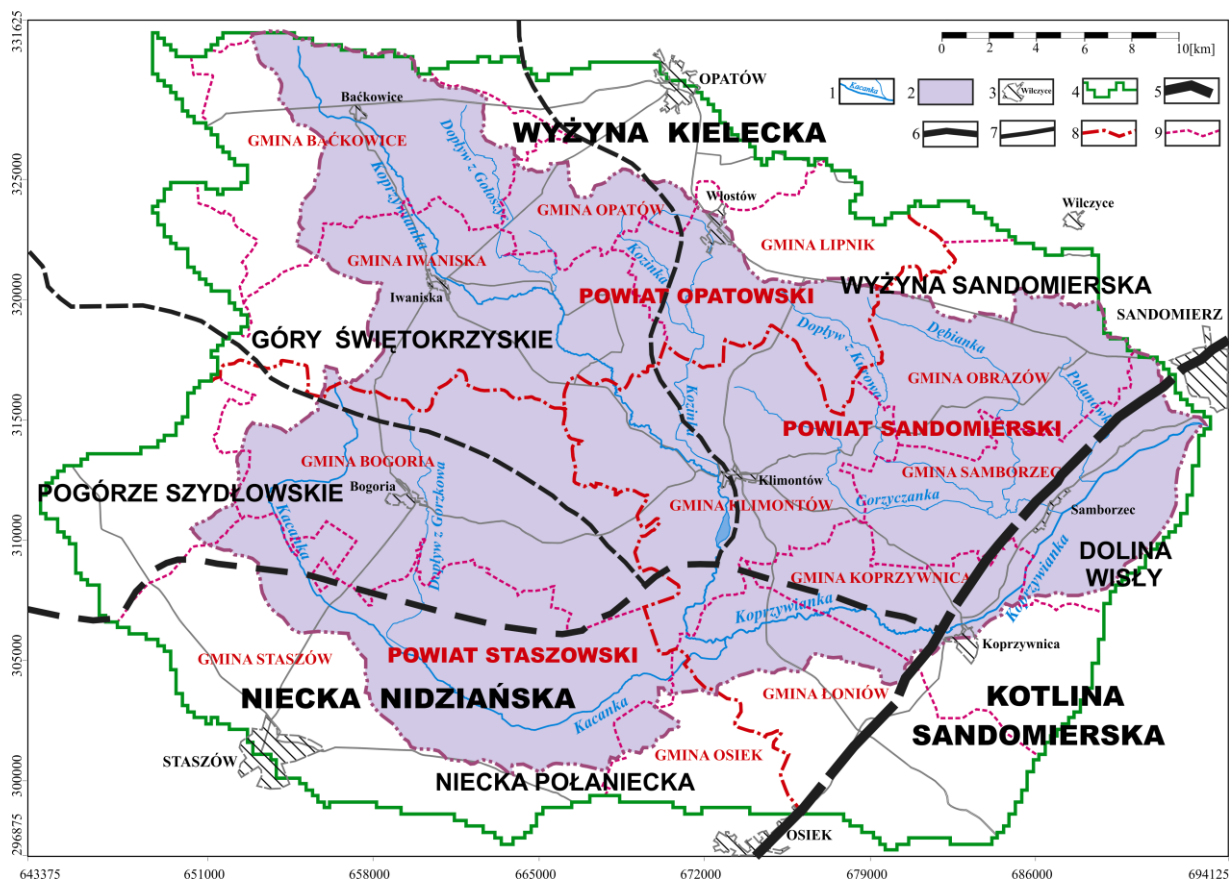 331625
325000
320000
315000
310000
305000
300000
296875
643375
651000
658000
665000
672000
679000
686000
694125
0 2 4 6 8 10[km]
1
Kacanka
2
3
Wilczyce
4
5
6
7
8
9
OPATÓW
Baćkowice
WYŻYNA KIELECKA
GMINA BAĆKOWICE
Dopływ z Gołoszyc
Koprzywianka
Włostów
Wilczyce
GMINA OPATÓW
GMINA LIPNIK
Kozinka
GMINA IWANISKA
Iwaniska
POWIAT OPATOWSKI
WYŻYNA SANDOMIERSKA
SANDOMIERZ
GÓRY ŚWIĘTOKRZYSKIE
Dopływ z Kurowa
Dębianka
GMINA OBRAZÓW
Polanówka
Kozinka
POWIAT SANDOMIERSKI
GMINA BOGORIA
Bogoria
POGÓRZE SZYDŁOWSKIE
Klimontów
GMINA SAMBORZEC
GMINA KLIMONTÓW
Gorzyczanka
Samborzec
Kacanka
Dopływ z Gorzkowa
DOLINA
WISŁY
GMINA KOPRZYWNICA
Koprzywianka
Koprzywianka
Koprzywnica
GMINA STASZÓW
POWIAT STASZOWSKI
NIECKA NIDZIAŃSKA
GMINA ŁONIÓW
KOTLINA
SANDOMIERSKA
Kacanka
GMINA OSIEK
STASZÓW
NIECKA POŁANIECKA
OSIEK